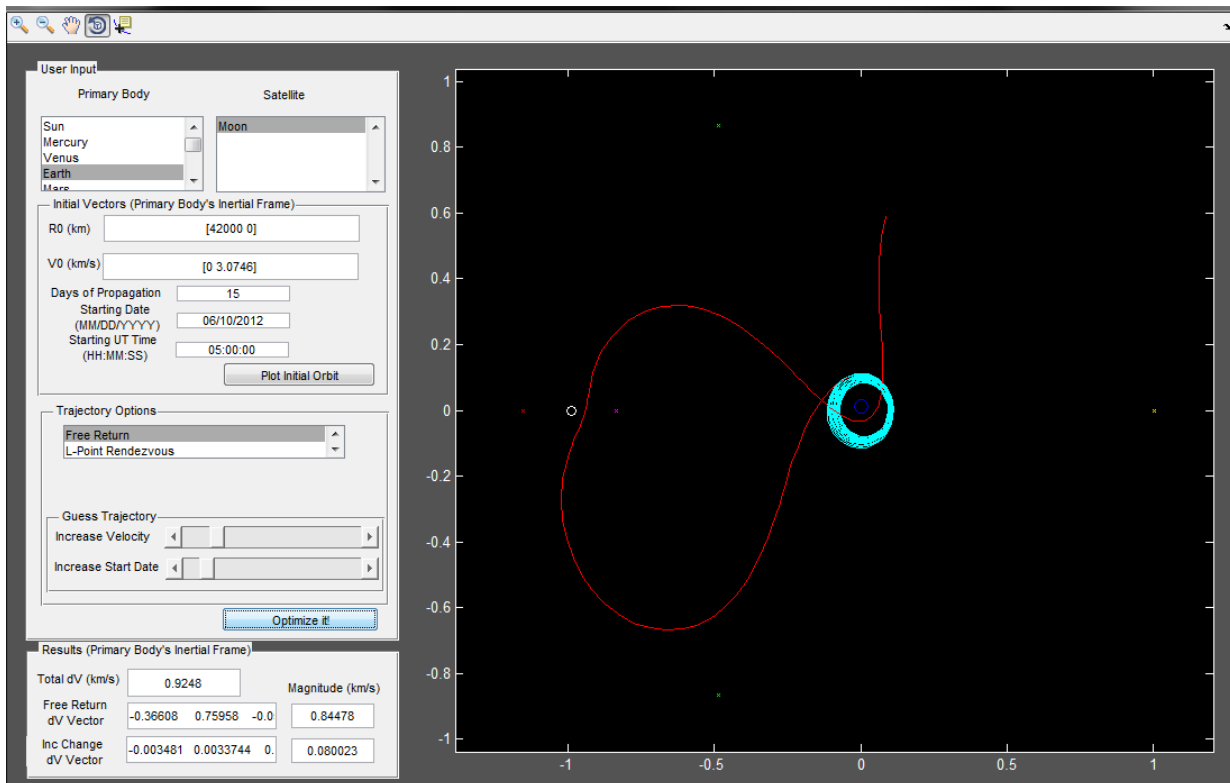 User Input
Primary Body
Satellite
Sun
Mercury
Venus
Earth
Mars
Moon
Initial Vectors (Primary Body's Inertial Frame)
R0 (km)
[42000 0]
V0 (km/s)
[0 3.0746]
Days of Propagation
15
Starting Date
(MM/DD/YYYY)
06/10/2012
Starting UT Time
(HH:MM:SS)
05:00:00
Plot Initial Orbit
Trajectory Options
Free Return
L-Point Rendezvous
Guess Trajectory
Increase Velocity
Increase Start Date
Optimize it!
Results (Primary Body's Inertial Frame)
Total dV (km/s)
0.9248
Magnitude (km/s)
Free Return
dV Vector
-0.36608 0.75958 -0.0
0.84478
Inc Change
dV Vector
-0.003481 0.0033744 0.
0.080023
1
0.8
0.6
0.4
0.2
0
-0.2
-0.4
-0.6
-0.8
-1
-1
-0.5
0
0.5
1